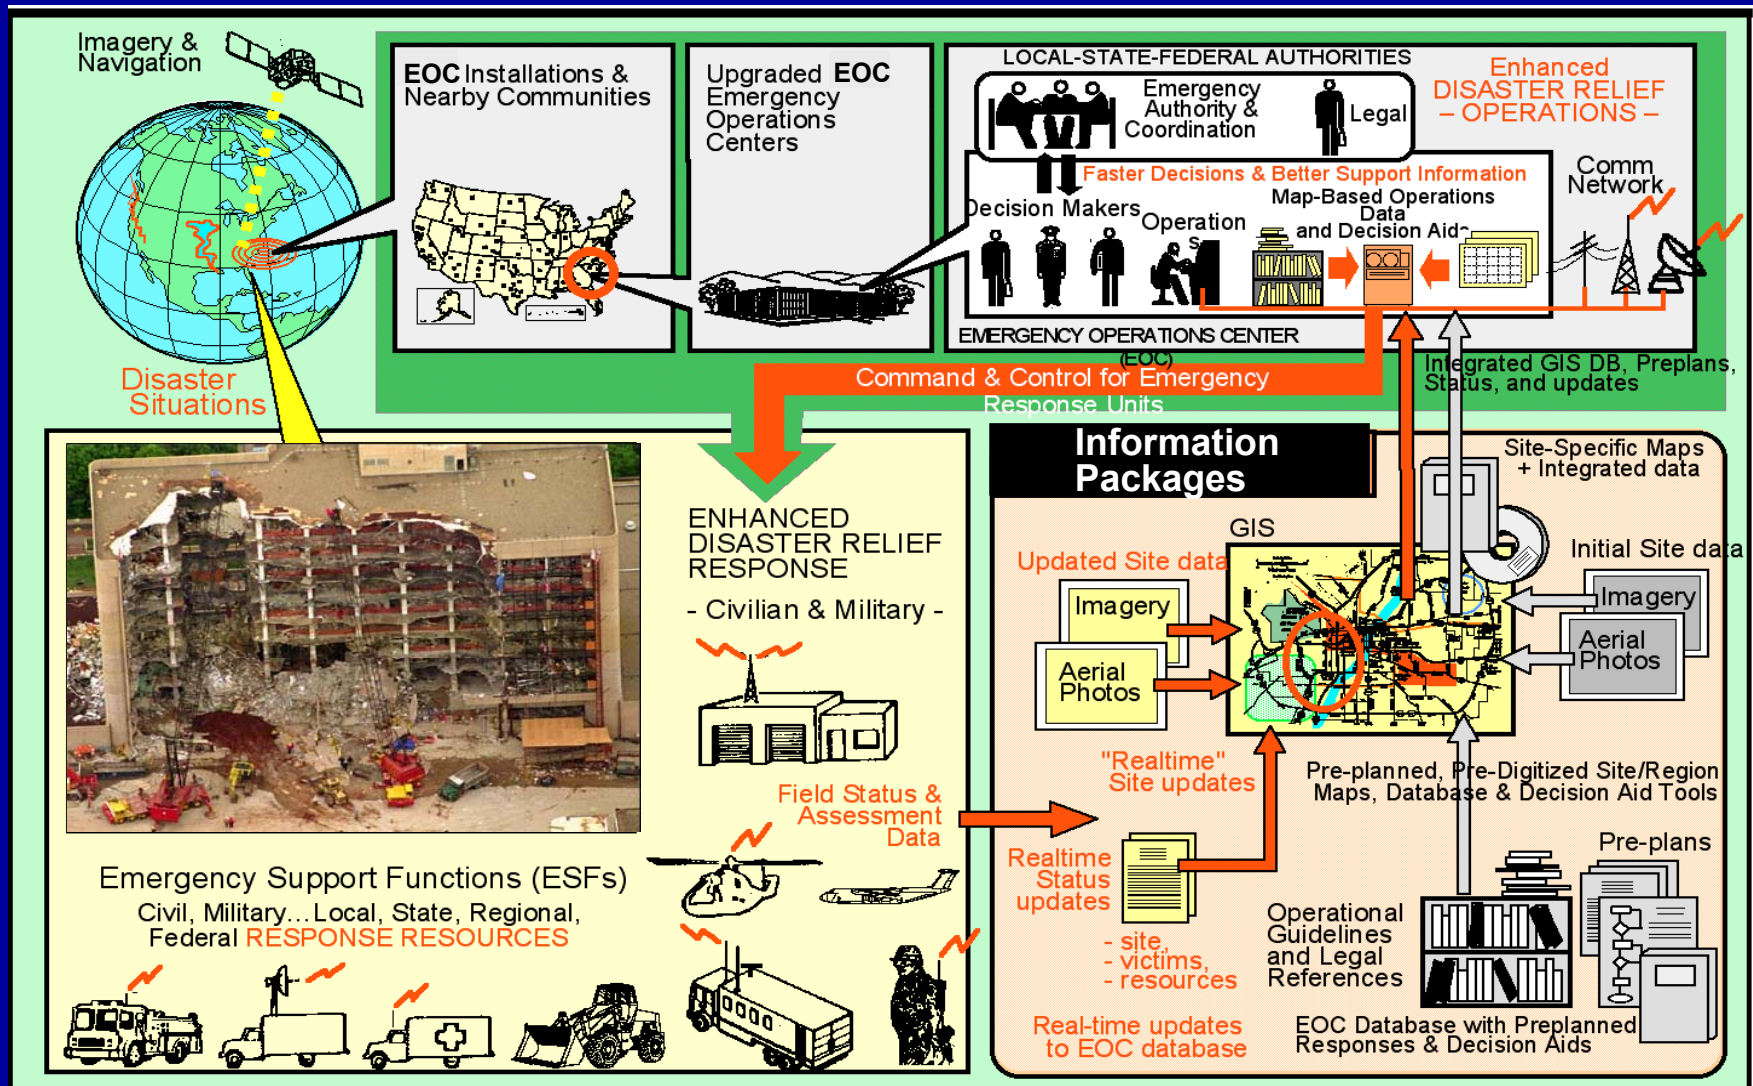 Imagery &
Navigation
EOC Installations &
Nearby Communities
Upgraded EOC
Emergency
Operations
Centers
LOCAL-STATE-FEDERAL AUTHORITIES
Emergency
Authority &
Coordination
Legal
Enhanced
DISASTER RELIEF
– OPERATIONS –
Faster Decisions & Better Support Information
Decision Makers
Operation
s
Map-Based Operations
Data
and Decision Aids
Comm
Network
EMERGENCY OPERATIONS CENTER
(EOC)
Integrated GIS DB, Preplans,
Status, and updates
Command & Control for Emergency
Response Units
Disaster
Situations
ENHANCED
DISASTER RELIEF
RESPONSE
- Civilian & Military -
Field Status &
Assessment
Data
Emergency Support Functions (ESFs)
Civil, Military...Local, State, Regional,
Federal RESPONSE RESOURCES
Information
Packages
Site-Specific Maps
+ Integrated data
GIS
Updated Site data
Imagery
Aerial
Photos
Initial Site data
Imagery
Aerial
Photos
"Realtime"
Site updates
Pre-planned, Pre-Digitized Site/Region
Maps, Database & Decision Aid Tools
Realtime
Status
updates
- site,
- victims,
- resources
Real-time updates
to EOC database
Pre-plans
Operational
Guidelines
and Legal
References
EOC Database with Preplanned
Responses & Decision Aids